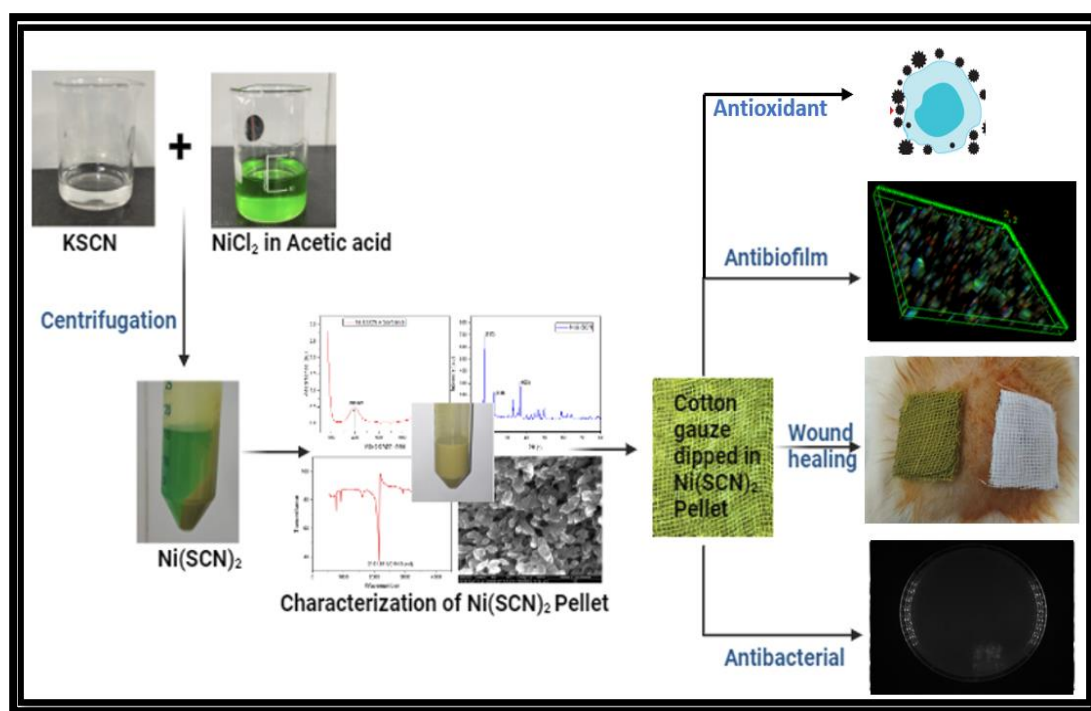 Antioxidant
KSCN
NiCl₂ in Acetic acid
Antibiofilm
Centrifugation
Cotton
gauze
dipped in
Ni(SCN)₂
Pellet
Wound
healing
Ni(SCN)₂
Characterization of Ni(SCN)₂ Pellet
Antibacterial